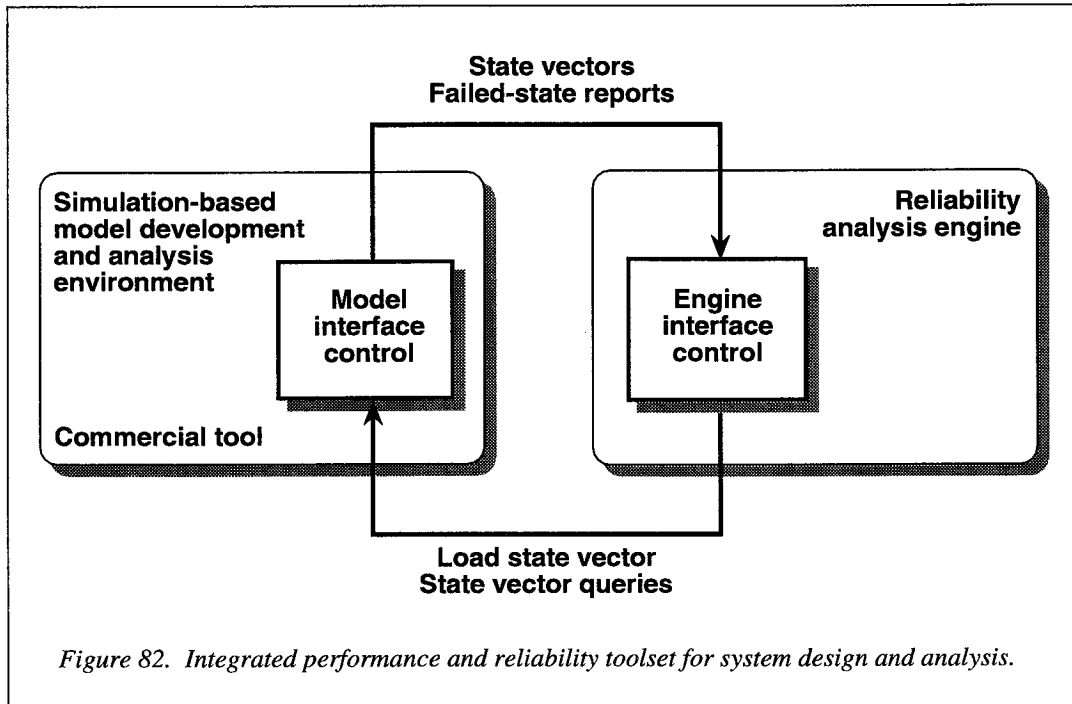 State vectors
Failed-state reports
Simulation-based
model development
and analysis
environment
Model
interface
control
Commercial tool
Reliability
analysis engine
Engine
interface
control
Load state vector
State vector queries
Figure 82. Integrated performance and reliability toolset for system design and analysis.